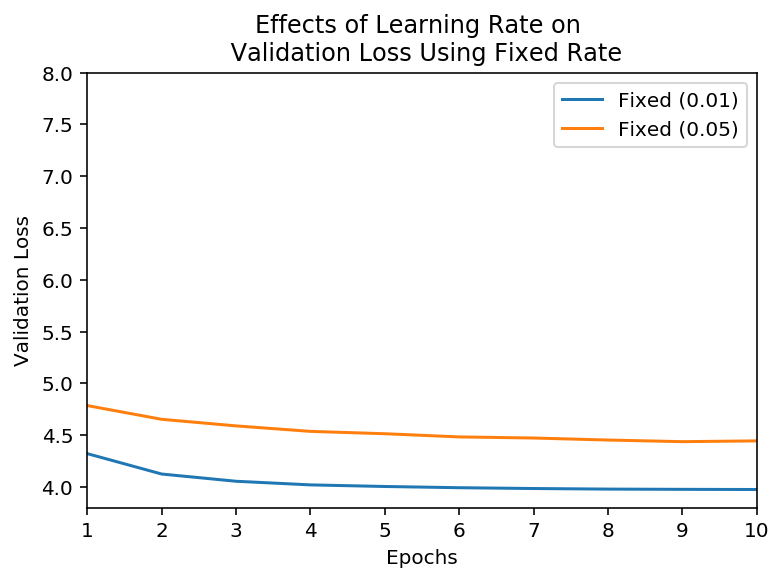 Effects of Learning Rate on
Validation Loss Using Fixed Rate
Fixed (0.01)
Fixed (0.05)
Validation Loss
8.0
7.5
7.0
6.5
6.0
5.5
5.0
4.5
4.0
1 2 3 4 5 6 7 8 9 10
Epochs